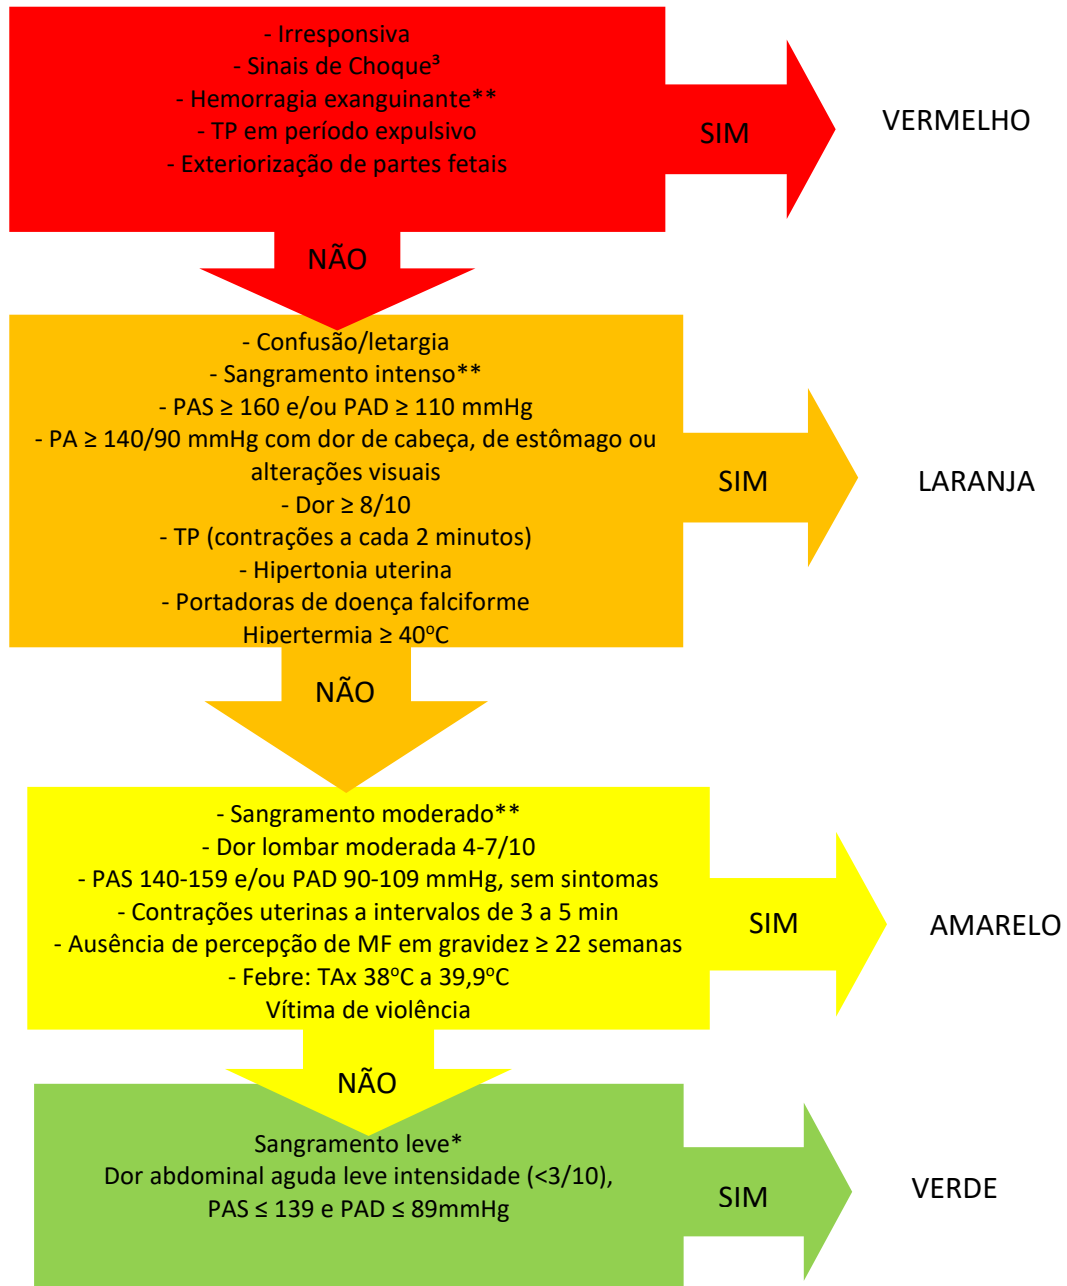 - Irresponsiva
- Sinais de Choque³
- Hemorragia exanguinante**
- TP em período expulsivo
- Exteriorização de partes fetais
SIM
VERMELHO
NÃO
- Confusão/letargia
- Sangramento intenso**
- PAS ≥ 160 e/ou PAD ≥ 110 mmHg
- PA ≥ 140/90 mmHg com dor de cabeça, de estômago ou
alterações visuais
- Dor ≥ 8/10
- TP (contrações a cada 2 minutos)
- Hipertonia uterina
- Portadoras de doença falciforme
Hipertermia ≥ 40ºC
SIM
LARANJA
NÃO
- Sangramento moderado**
- Dor lombar moderada 4-7/10
- PAS 140-159 e/ou PAD 90-109 mmHg, sem sintomas
- Contrações uterinas a intervalos de 3 a 5 min
- Ausência de percepção de MF em gravidez ≥ 22 semanas
- Febre: TAx 38ºC a 39,9ºC
Vítima de violência
SIM
AMARELO
NÃO
Sangramento leve*
Dor abdominal aguda leve intensidade (<3/10),
PAS ≤ 139 e PAD ≤ 89mmHg
SIM
VERDE